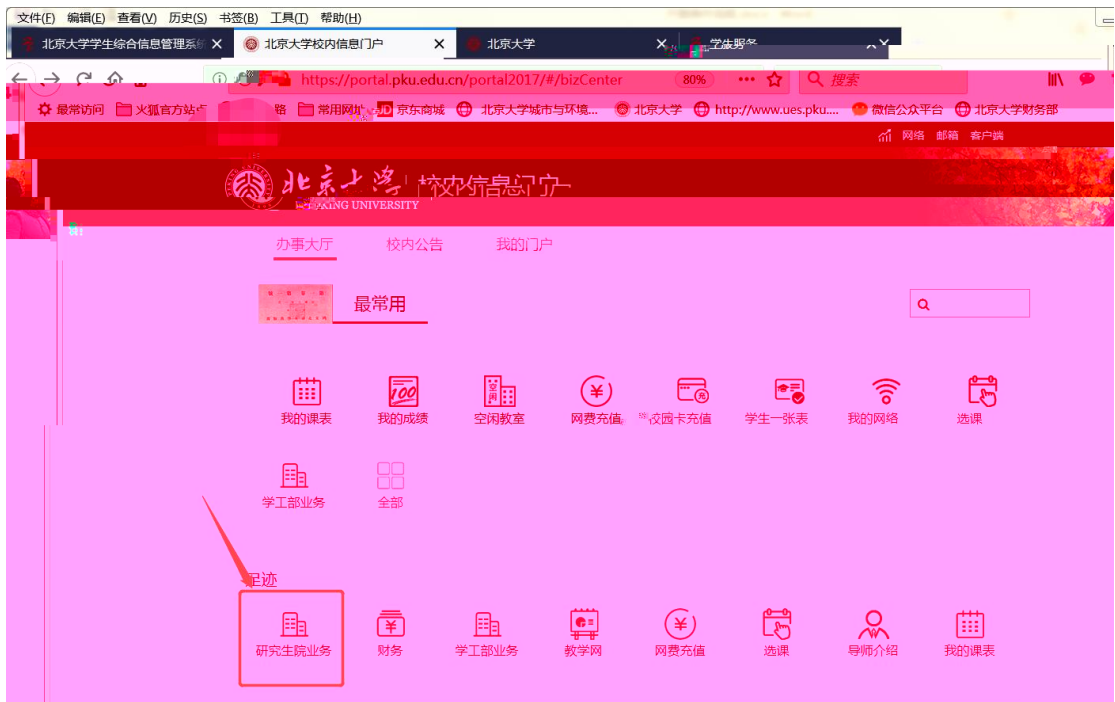 文件(F) 编辑(E) 查看(V) 历史(S) 书签(B) 工具(T) 帮助(H)
北京大学学生综合信息管理系统 × 北京大学校内信息门户 × 北京大学 × 学生服务 ×
https://portal.pku.edu.cn/portal2017/#/bizCenter 80% 搜索
最常访问 火狐官方站点 常用网址 京东商城 北京大学城市与环境... 北京大学 http://www.ues.pku.... 微信公众平台 北京大学财务部
网络 邮箱 客户端
北京大学 校内信息门户
PEKING UNIVERSITY
办事大厅 校内公告 我的门户
最常用
我的课表 我的成绩 空闲教室 网费充值 校园卡充值 学生一张表 我的网络 选课
学工部业务 全部
足迹
研究生院业务 财务 学工部业务 教学网 网费充值 选课 导师介绍 我的课表